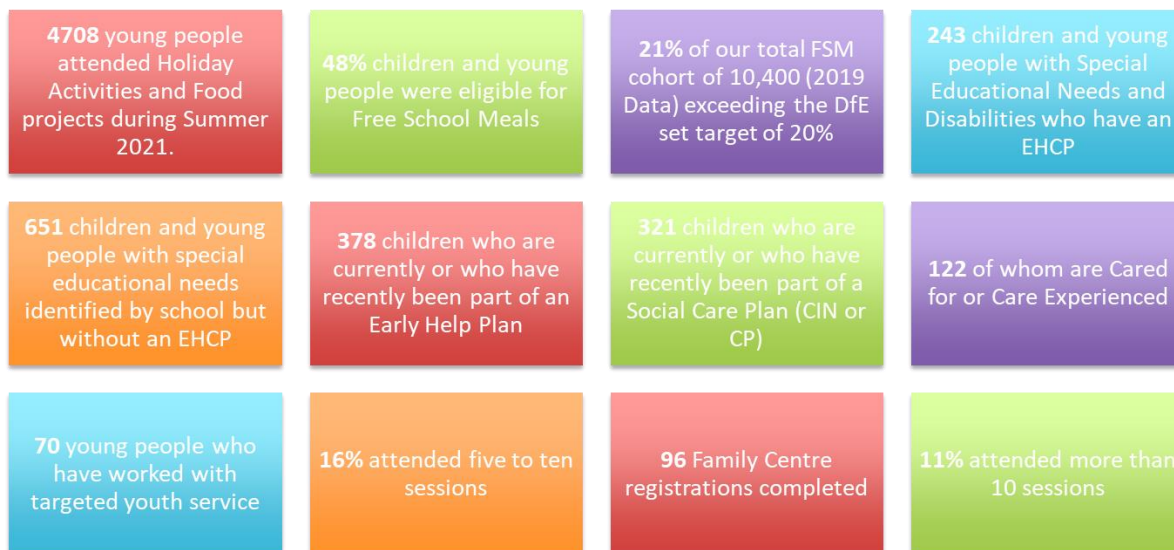 4708 young people
attended Holiday
Activities and Food
projects during Summer
2021.
48% children and young
people were eligible for
Free School Meals
21% of our total FSM
cohort of 10,400 (2019
Data) exceeding the DfE
set target of 20%
243 children and young
people with Special
Educational Needs and
Disabilities who have an
EHCP
651 children and young
people with special
educational needs
identified by school but
without an EHCP
378 children who are
currently or who have
recently been part of an
Early Help Plan
321 children who are
currently or who have
recently been part of a
Social Care Plan (CIN or
CP)
122 of whom are Cared
for or Care Experienced
70 young people who
have worked with
targeted youth service
16% attended five to ten
sessions
96 Family Centre
registrations completed
11% attended more than
10 sessions